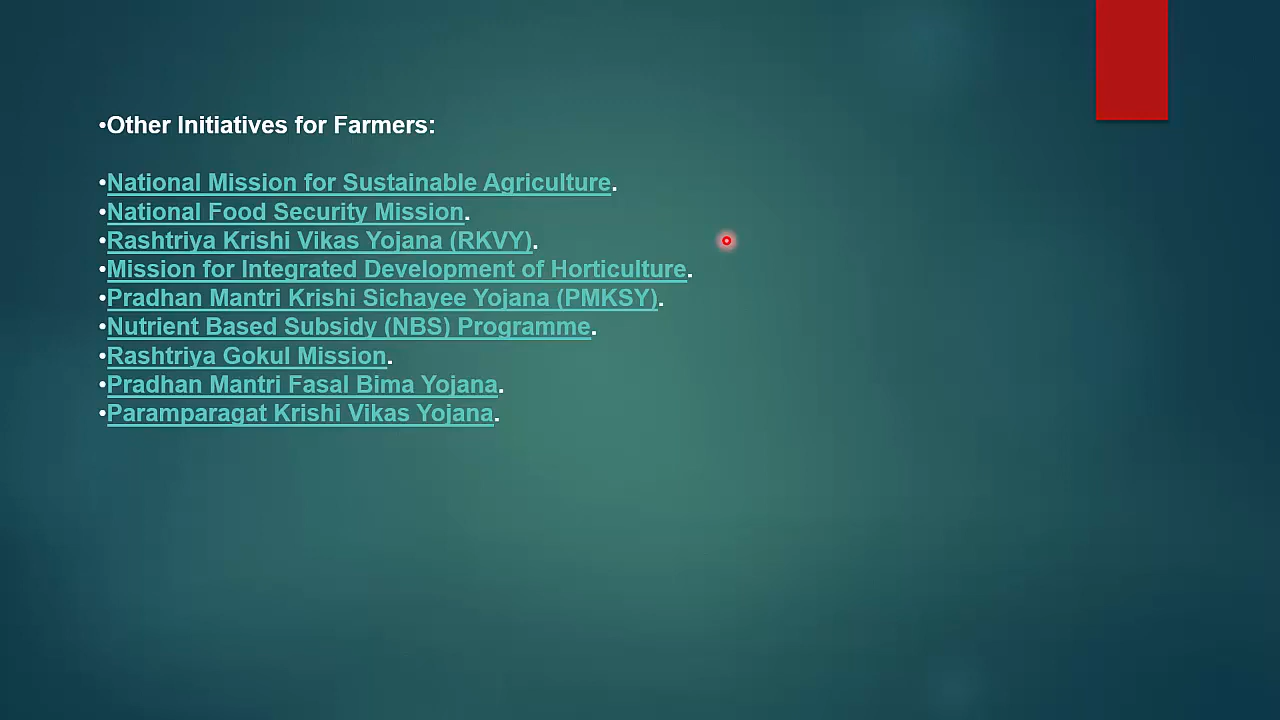 •Other Initiatives for Farmers:
•National Mission for Sustainable Agriculture.
•National Food Security Mission.
•Rashtriya Krishi Vikas Yojana (RKVY).
•Mission for Integrated Development of Horticulture.
•Pradhan Mantri Krishi Sichayee Yojana (PMKSY).
•Nutrient Based Subsidy (NBS) Programme.
•Rashtriya Gokul Mission.
•Pradhan Mantri Fasal Bima Yojana.
•Paramparagat Krishi Vikas Yojana.